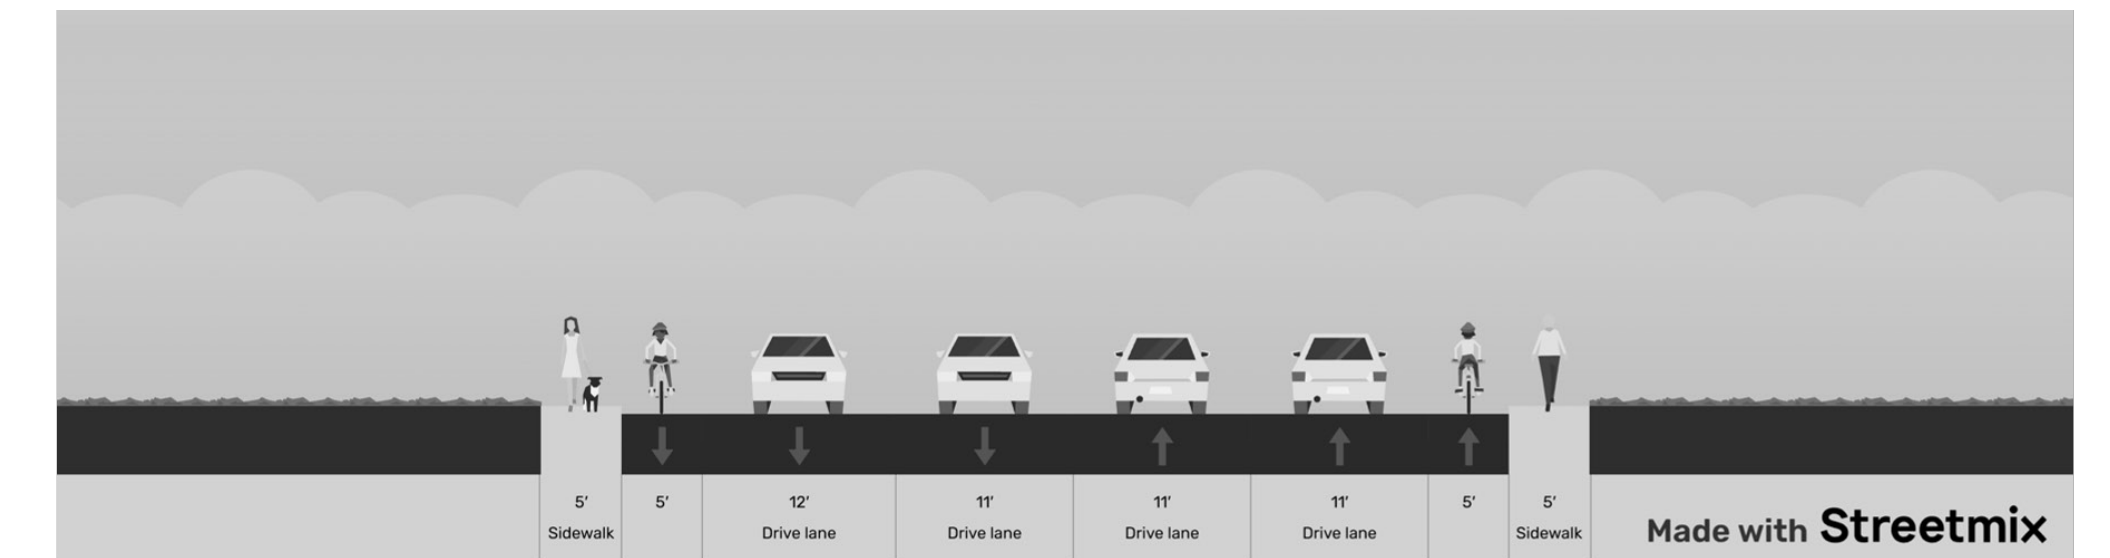 5′ 5′ 12′ 11′ 11′ 11′ 5′ 5′
Sidewalk Drive lane Drive lane Drive lane Drive lane Sidewalk
Made with Streetmix